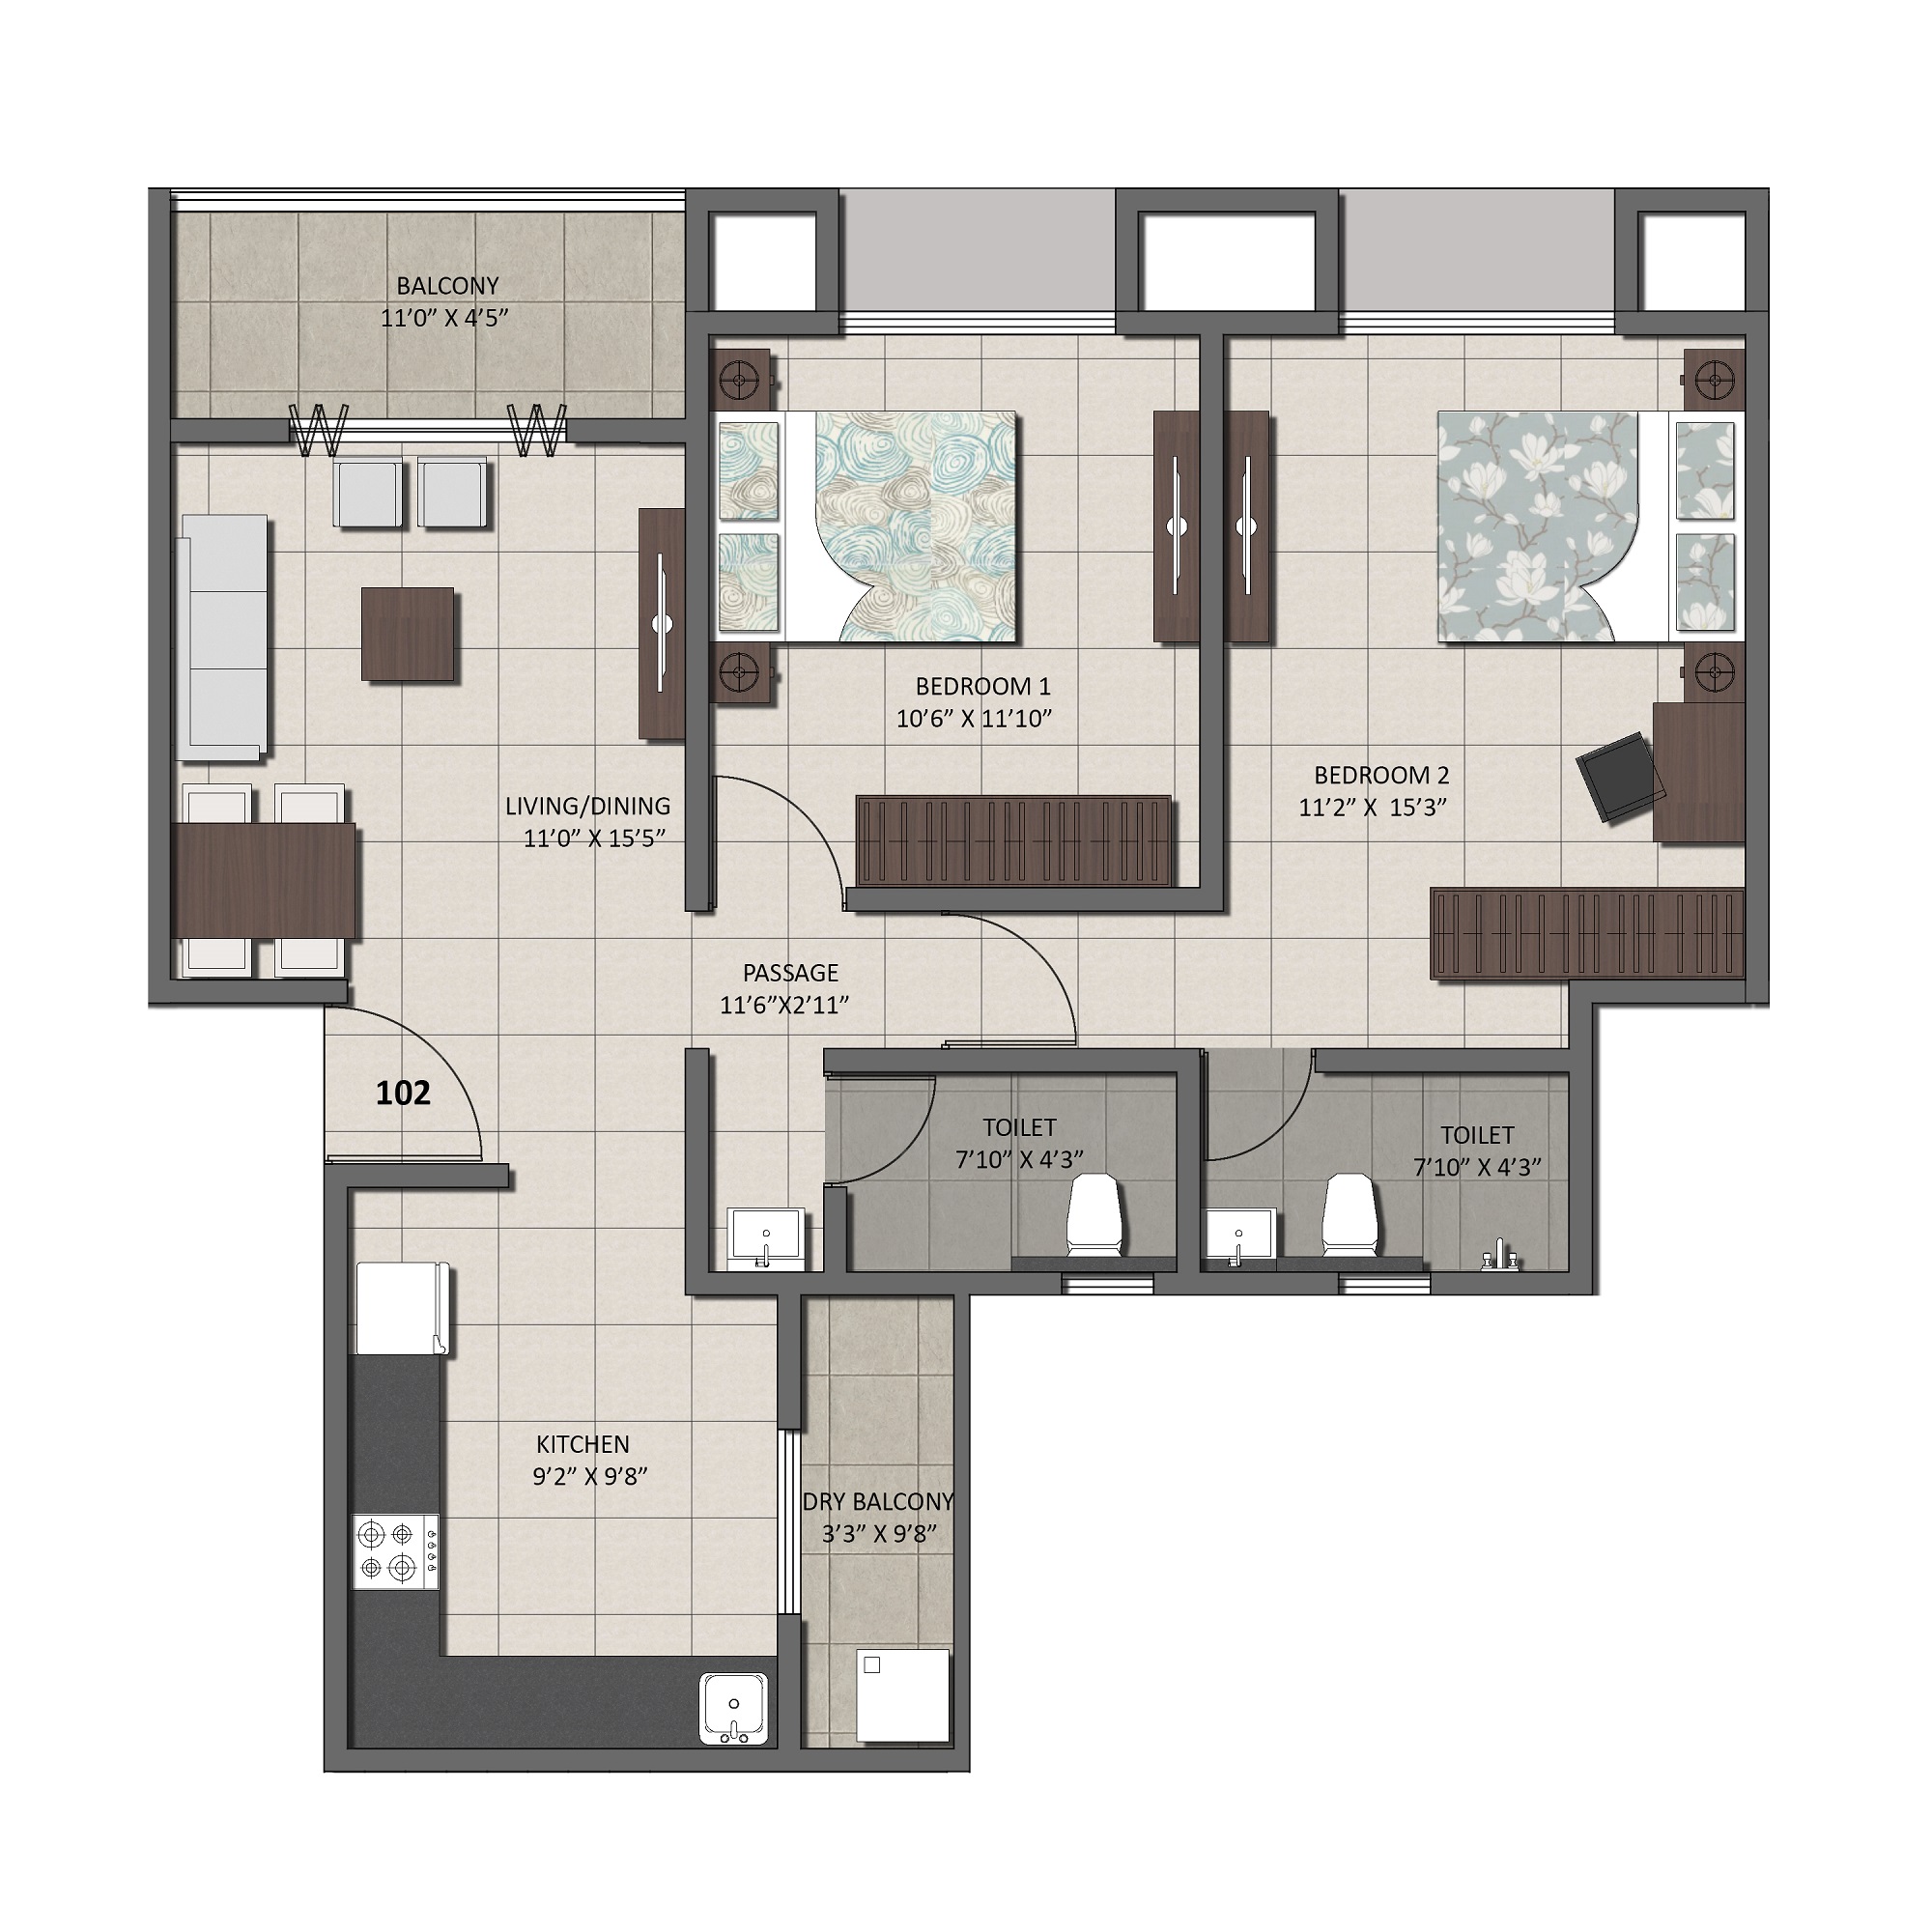 BALCONY
11’0” X 4’5”
BEDROOM 1
10’6” X 11’10”
BEDROOM 2
11’2” X 15’3”
LIVING/DINING
11’0” X 15’5”
PASSAGE
11’6”X2’11”
102
TOILET
7’10” X 4’3”
TOILET
7’10” X 4’3”
KITCHEN
9’2” X 9’8”
DRY BALCONY
3’3” X 9’8”